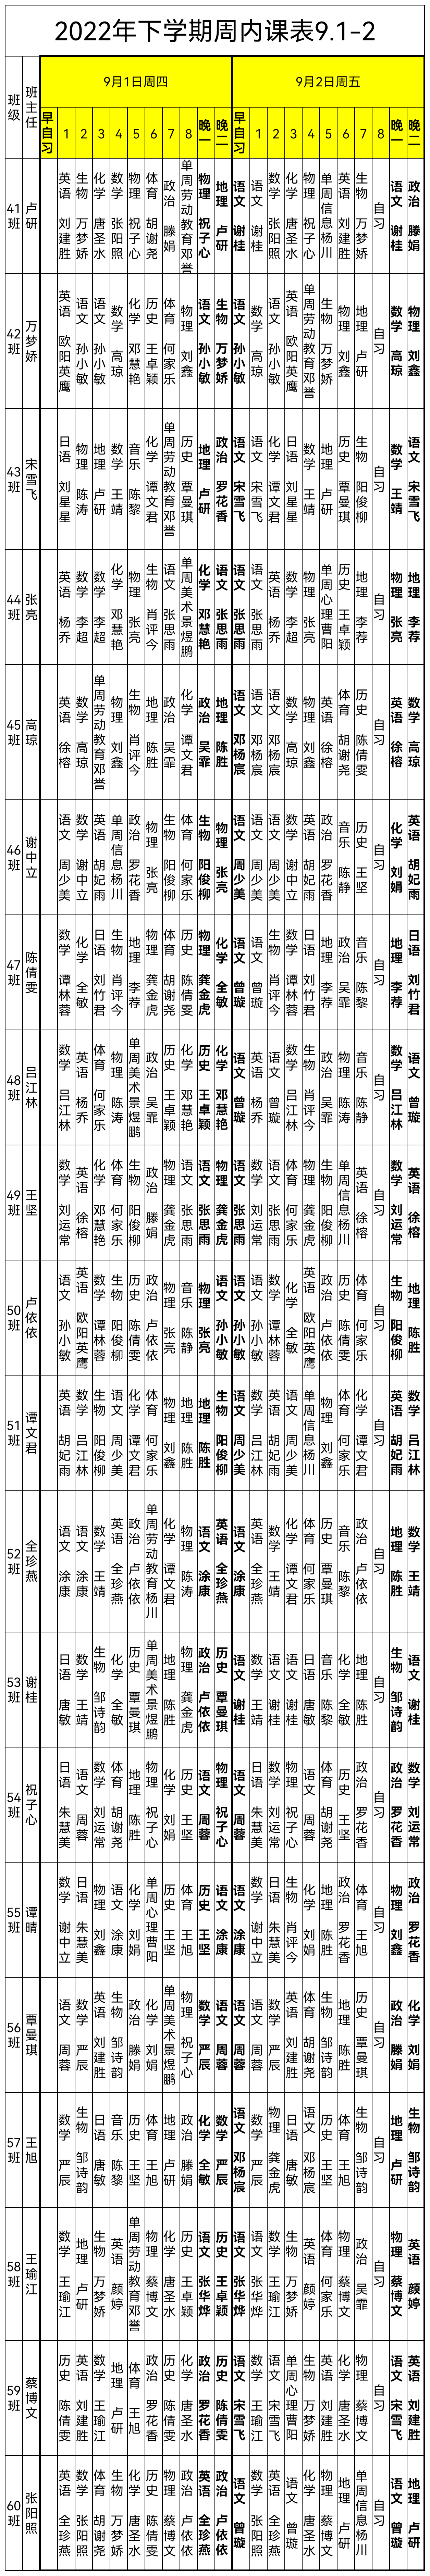 2022年下学期周内课表9.1-2
班级 班主任 9月1日周四 9月2日周五
早自习 1 2 3 4 5 6 7 8 晚一 晚二 早自习 1 2 3 4 5 6 7 8 晚一 晚二
41班 卢研 英语 刘建胜 生物 万梦娇 化学 唐圣水 数学 张阳照 物理 祝子心 体育 胡谢尧 政治 滕娟 单周劳动教育邓誉 物理 祝子心 地理 卢研 语文 谢桂 语文 谢桂 数学 张阳照 化学 唐圣水 物理 祝子心 单周信息杨川 英语 刘建胜 生物 万梦娇 自习 语文 谢桂 政治 滕娟
42班 万梦娇 英语 欧阳英鹰 语文 孙小敏 语文 孙小敏 数学 高琼 化学 邓慧艳 历史 王卓颖 体育 何家乐 物理 刘鑫 语文 孙小敏 生物 万梦娇 语文 孙小敏 数学 高琼 语文 孙小敏 英语 欧阳英鹰 单周劳动教育邓誉 生物 万梦娇 物理 刘鑫 地理 卢研 自习 数学 高琼 物理 刘鑫
43班 宋雪飞 日语 刘星星 物理 陈涛 地理 卢研 数学 王靖 音乐 陈黎 化学 谭文君 单周劳动教育邓誉 历史 覃曼琪 地理 卢研 政治 罗花香 语文 宋雪飞 语文 宋雪飞 化学 谭文君 日语 刘星星 数学 王靖 地理 卢研 历史 覃曼琪 生物 阳俊柳 自习 数学 王靖 语文 宋雪飞
44班 张亮 英语 杨乔 数学 李超 数学 李超 化学 邓慧艳 物理 张亮 生物 肖评今 语文 张思雨 单周美术景煜鹏 化学 邓慧艳 语文 张思雨 语文 张思雨 语文 张思雨 英语 杨乔 数学 李超 物理 张亮 单周心理曹阳 历史 王卓颖 地理 李荐 自习 物理 张亮 地理 李荐
45班 高琼 英语 徐榕 数学 高琼 单周劳动教育邓誉 物理 刘鑫 生物 肖评今 地理 陈胜 政治 吴霏 化学 谭文君 政治 吴霏 地理 陈胜 语文 邓杨宸 语文 邓杨宸 语文 邓杨宸 数学 高琼 物理 刘鑫 英语 徐榕 体育 胡谢尧 历史 陈倩雯 自习 英语 徐榕 数学 高琼
46班 谢中立 语文 周少美 数学 谢中立 英语 胡妃雨 单周信息杨川 政治 罗花香 物理 张亮 生物 阳俊柳 体育 何家乐 生物 阳俊柳 物理 张亮 语文 周少美 语文 周少美 语文 周少美 数学 谢中立 英语 胡妃雨 政治 罗花香 音乐 陈静 历史 王坚 自习 化学 刘娟 英语 胡妃雨
47班 陈倩雯 数学 谭林蓉 化学 全敏 日语 刘竹君 生物 肖评今 地理 李荐 物理 龚金虎 体育 胡谢尧 历史 陈倩雯 物理 龚金虎 化学 全敏 语文 曾璇 语文 曾璇 生物 肖评今 数学 谭林蓉 日语 刘竹君 地理 李荐 政治 吴霏 音乐 陈黎 自习 地理 李荐 日语 刘竹君
48班 吕江林 数学 吕江林 英语 杨乔 体育 何家乐 物理 陈涛 单周美术景煜鹏 政治 吴霏 历史 王卓颖 化学 邓慧艳 历史 王卓颖 化学 邓慧艳 语文 曾璇 英语 杨乔 语文 曾璇 数学 吕江林 生物 肖评今 政治 吴霏 物理 陈涛 音乐 陈静 自习 数学 吕江林 语文 曾璇
49班 王坚 数学 刘运常 英语 徐榕 化学 邓慧艳 体育 何家乐 生物 阳俊柳 政治 滕娟 物理 龚金虎 语文 张思雨 语文 张思雨 物理 龚金虎 语文 张思雨 数学 刘运常 语文 张思雨 体育 何家乐 物理 龚金虎 生物 阳俊柳 单周信息杨川 英语 徐榕 自习 数学 刘运常 英语 徐榕
50班 卢依依 语文 孙小敏 英语 欧阳英鹰 数学 谭林蓉 生物 阳俊柳 历史 陈倩雯 政治 卢依依 物理 张亮 音乐 陈静 物理 张亮 语文 孙小敏 语文 孙小敏 语文 孙小敏 数学 谭林蓉 化学 全敏 英语 欧阳英鹰 政治 卢依依 历史 陈倩雯 体育 何家乐 自习 生物 阳俊柳 地理 陈胜
51班 谭文君 英语 胡妃雨 数学 吕江林 生物 阳俊柳 语文 周少美 化学 谭文君 体育 何家乐 物理 刘鑫 地理 陈胜 地理 陈胜 生物 阳俊柳 语文 周少美 数学 吕江林 英语 胡妃雨 语文 周少美 单周信息杨川 物理 刘鑫 体育 何家乐 化学 谭文君 自习 英语 胡妃雨 数学 吕江林
52班 全珍燕 语文 涂康 语文 涂康 数学 王靖 英语 全珍燕 政治 卢依依 单周劳动教育杨川 化学 谭文君 物理 陈涛 语文 涂康 英语 全珍燕 语文 涂康 英语 全珍燕 数学 王靖 化学 谭文君 体育 何家乐 历史 覃曼琪 音乐 陈黎 政治 卢依依 自习 地理 陈胜 数学 王靖
53班 谢桂 日语 唐敏 数学 王靖 生物 邹诗韵 化学 全敏 历史 覃曼琪 单周美术景煜鹏 地理 陈胜 物理 龚金虎 政治 卢依依 历史 覃曼琪 语文 谢桂 数学 王靖 语文 谢桂 语文 谢桂 日语 唐敏 音乐 陈黎 化学 全敏 地理 陈胜 自习 生物 邹诗韵 语文 谢桂
54班 祝子心 日语 朱慧美 语文 周蓉 数学 刘运常 体育 胡谢尧 地理 陈胜 物理 祝子心 化学 刘娟 历史 王坚 语文 周蓉 物理 祝子心 语文 周蓉 日语 朱慧美 数学 刘运常 物理 祝子心 语文 周蓉 体育 胡谢尧 历史 王坚 政治 罗花香 自习 政治 罗花香 数学 刘运常
55班 谭晴 数学 谢中立 日语 朱慧美 物理 刘鑫 语文 涂康 化学 刘娟 单周心理曹阳 历史 王坚 体育 王旭 历史 王坚 语文 涂康 语文 涂康 数学 谢中立 日语 朱慧美 生物 肖评今 化学 刘娟 地理 陈胜 政治 罗花香 体育 王旭 自习 物理 刘鑫 政治 罗花香
56班 覃曼琪 语文 周蓉 数学 严辰 英语 刘建胜 生物 邹诗韵 政治 滕娟 化学 刘娟 单周美术景煜鹏 物理 祝子心 数学 严辰 语文 周蓉 语文 周蓉 语文 周蓉 数学 严辰 英语 刘建胜 体育 胡谢尧 生物 邹诗韵 地理 陈胜 历史 覃曼琪 自习 政治 滕娟 化学 刘娟
57班 王旭 数学 严辰 生物 邹诗韵 日语 唐敏 音乐 陈黎 历史 王坚 体育 王旭 地理 卢研 政治 滕娟 化学 全敏 数学 严辰 语文 邓杨宸 数学 严辰 物理 龚金虎 日语 唐敏 语文 邓杨宸 历史 王坚 体育 王旭 生物 邹诗韵 自习 地理 卢研 生物 邹诗韵
58班 王瑜江 数学 王瑜江 地理 卢研 生物 万梦娇 英语 颜婷 单周劳动教育邓誉 物理 蔡博文 化学 唐圣水 历史 王卓颖 语文 张华烨 历史 王卓颖 语文 张华烨 语文 张华烨 数学 王瑜江 生物 万梦娇 英语 颜婷 体育 何家乐 物理 蔡博文 政治 吴霏 自习 物理 蔡博文 英语 颜婷
59班 蔡博文 历史 陈倩雯 英语 刘建胜 数学 王瑜江 地理 卢研 体育 王旭 政治 罗花香 历史 陈倩雯 化学 唐圣水 政治 罗花香 历史 陈倩雯 语文 宋雪飞 数学 王瑜江 语文 宋雪飞 单周心理曹阳 生物 万梦娇 英语 刘建胜 化学 唐圣水 物理 蔡博文 自习 语文 宋雪飞 英语 刘建胜
60班 张阳照 英语 全珍燕 数学 张阳照 体育 胡谢尧 生物 万梦娇 化学 唐圣水 历史 陈倩雯 物理 蔡博文 政治 卢依依 英语 全珍燕 政治 卢依依 语文 曾璇 数学 张阳照 英语 全珍燕 语文 曾璇 化学 唐圣水 物理 蔡博文 地理 卢研 单周信息杨川 自习 语文 曾璇 地理 卢研